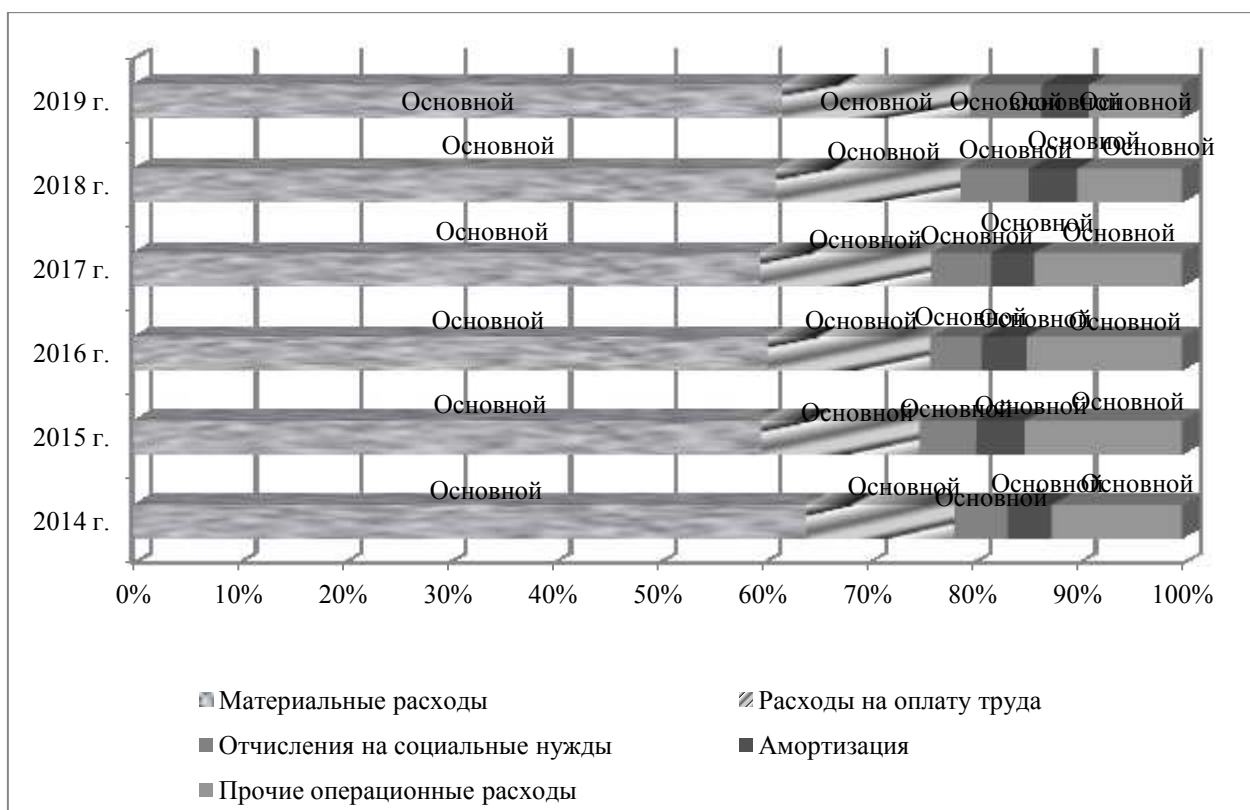 2019 г. Основной Основной Основной Основной Основной
Основной Основной Основной Основной Основной
2018 г.
Основной Основной Основной Основной Основной
2017 г.
Основной Основной Основной Основной Основной
2016 г.
Основной Основной Основной Основной Основной
2015 г.
Основной Основной Основной Основной Основной
2014 г.
0% 10% 20% 30% 40% 50% 60% 70% 80% 90% 100%
Материальные расходы Расходы на оплату труда
Отчисления на социальные нужды Амортизация
Прочие операционные расходы